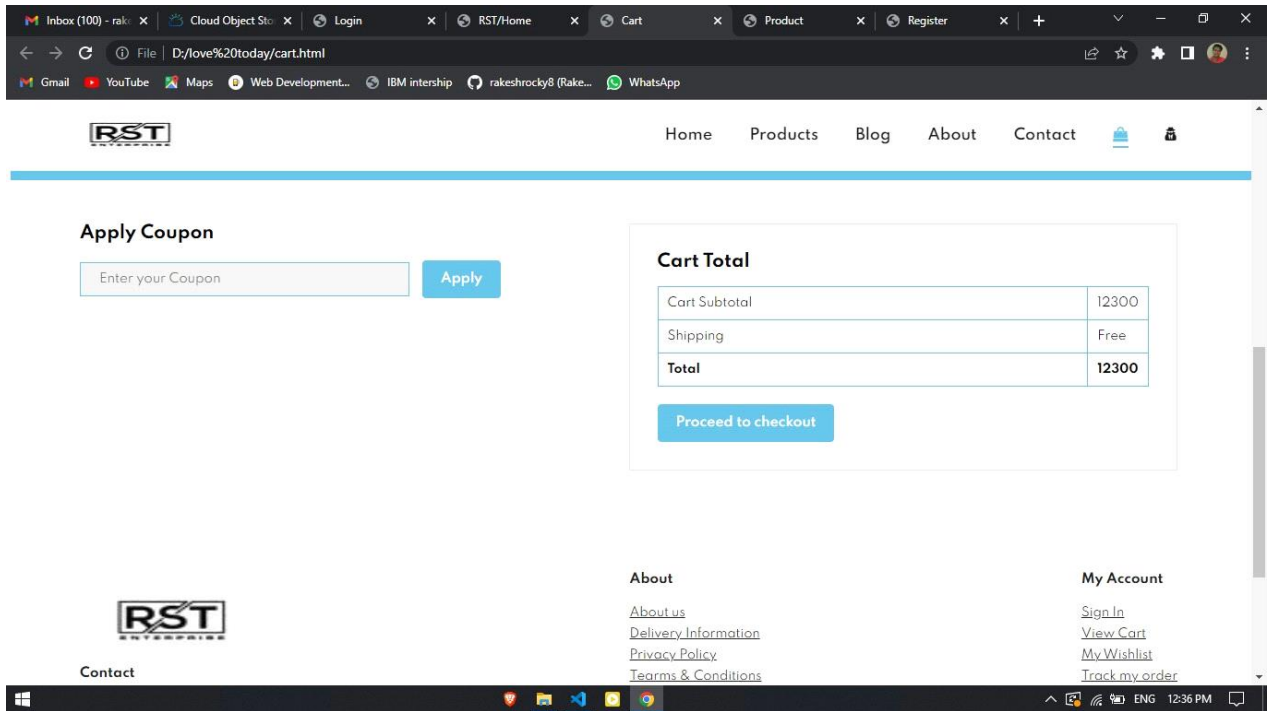 Inbox (100) - rake
Cloud Object Sto
Login
RST/Home
Cart
Product
Register
File
D:/love%20today/cart.html
Gmail
YouTube
Maps
Web Development...
IBM intership
rakeshrocky8 (Rake...
WhatsApp
RST
ENTERPRISE
Home
Products
Blog
About
Contact
Apply Coupon
Enter your Coupon
Apply
Cart Total
Cart Subtotal 12300
Shipping Free
Total 12300
Proceed to checkout
RST
ENTERPRISE
Contact
About
About us
Delivery Information
Privacy Policy
Tearms & Conditions
My Account
Sign In
View Cart
My Wishlist
Track my order
ENG
12:36 PM